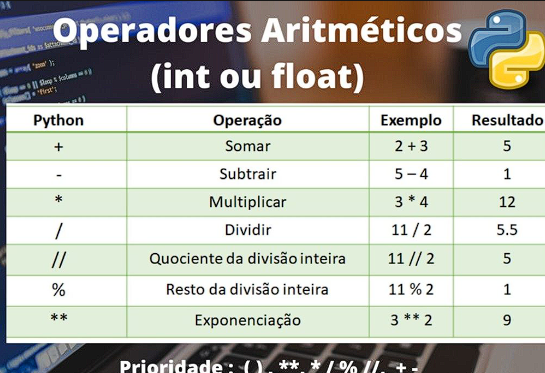 Operadores Aritméticos
(int ou float)
Python Operação Exemplo Resultado
+ Somar 2 + 3 5
- Subtrair 5 – 4 1
* Multiplicar 3 * 4 12
/ Dividir 11 / 2 5.5
// Quociente da divisão inteira 11 // 2 5
% Resto da divisão inteira 11 % 2 1
** Exponenciação 3 ** 2 9
Prioridade : ( ) , **, * / % //, + -